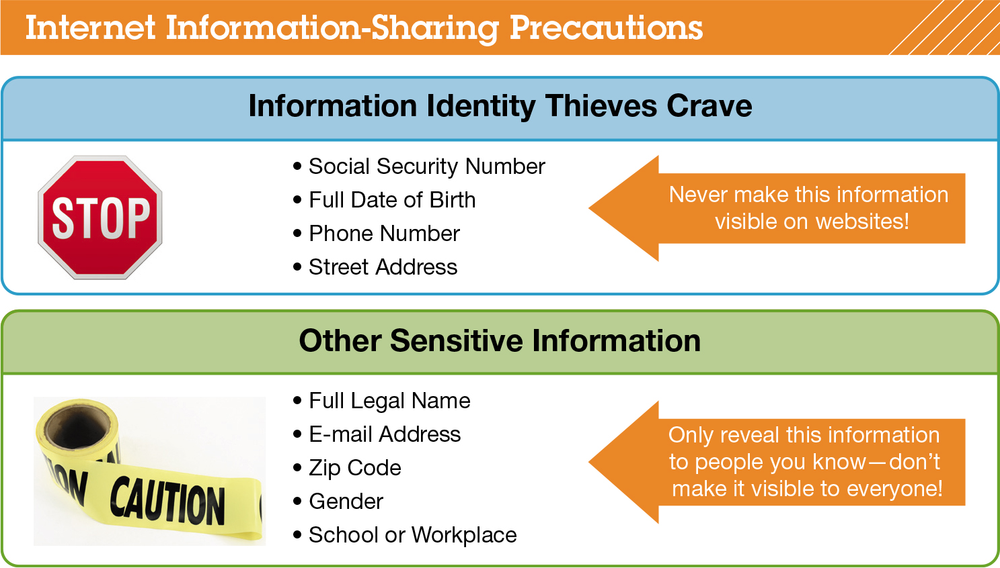 Internet Information-Sharing Precautions
Information Identity Thieves Crave
STOP
• Social Security Number
• Full Date of Birth
• Phone Number
• Street Address
Never make this information
visible on websites!
Other Sensitive Information
CAUTION
• Full Legal Name
• E-mail Address
• Zip Code
• Gender
• School or Workplace
Only reveal this information
to people you know—don’t
make it visible to everyone!